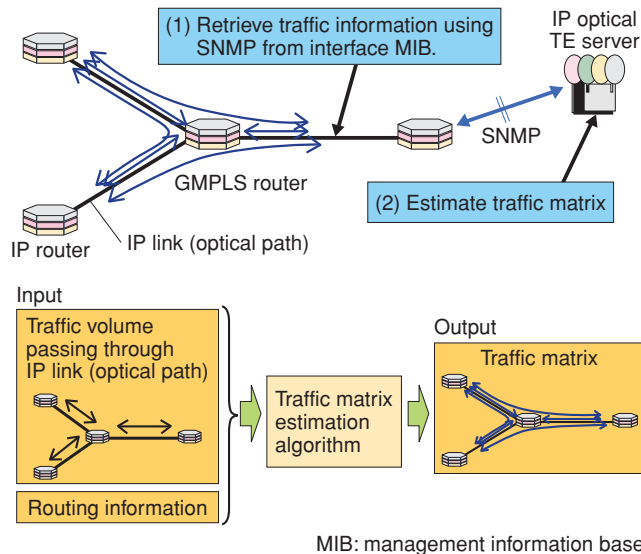 (1) Retrieve traffic information using
SNMP from interface MIB.
IP optical
TE server
SNMP
GMPLS router
(2) Estimate traffic matrix
IP link (optical path)
IP router
Input
Traffic volume
passing through
IP link (optical path)
Routing information
Traffic matrix
estimation
algorithm
Output
Traffic matrix
MIB: management information base